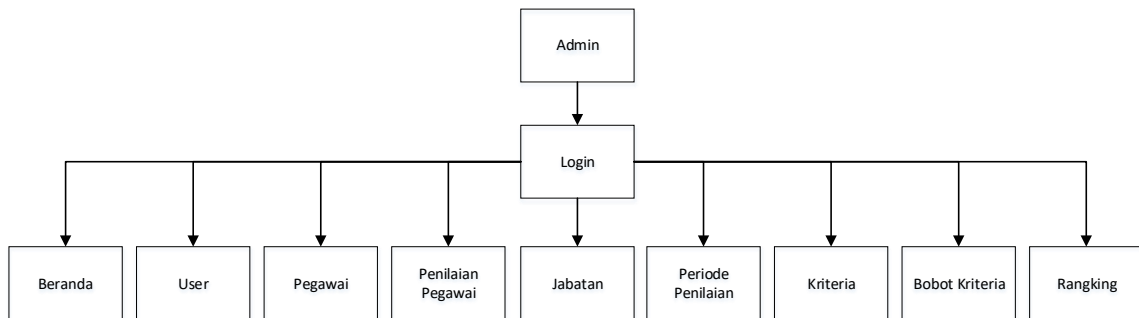 Admin
Login
Beranda
User
Pegawai
Penilaian
Pegawai
Jabatan
Periode
Penilaian
Kriteria
Bobot Kriteria
Rangking